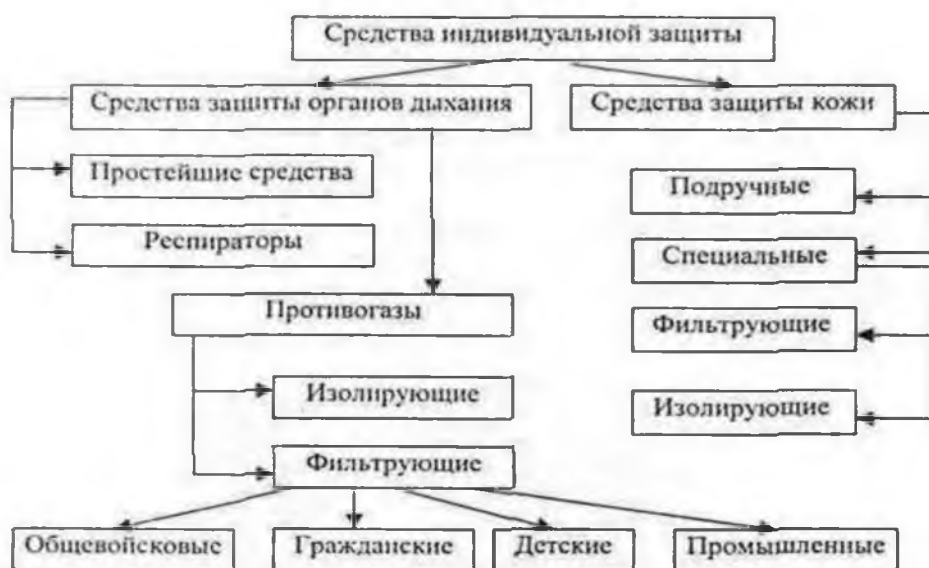 Средства индивидуальной защиты
Средства защиты органов дыхания
Средства защиты кожи
Простейшие средства
Подручные
Респираторы
Специальные
Противогазы
Фильтрующие
Изолирующие
Изолирующие
Фильтрующие
Общевойсковые
Гражданские
Детские
Промышленные